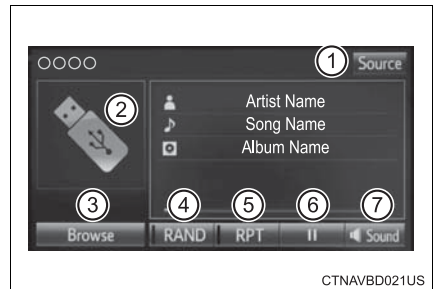 ○○○○ ① Source
②
Artist Name
Song Name
Album Name
③ ④ ⑤ ⑥ ⑦
Browse RAND RPT II Sound
CTNAVBD021US